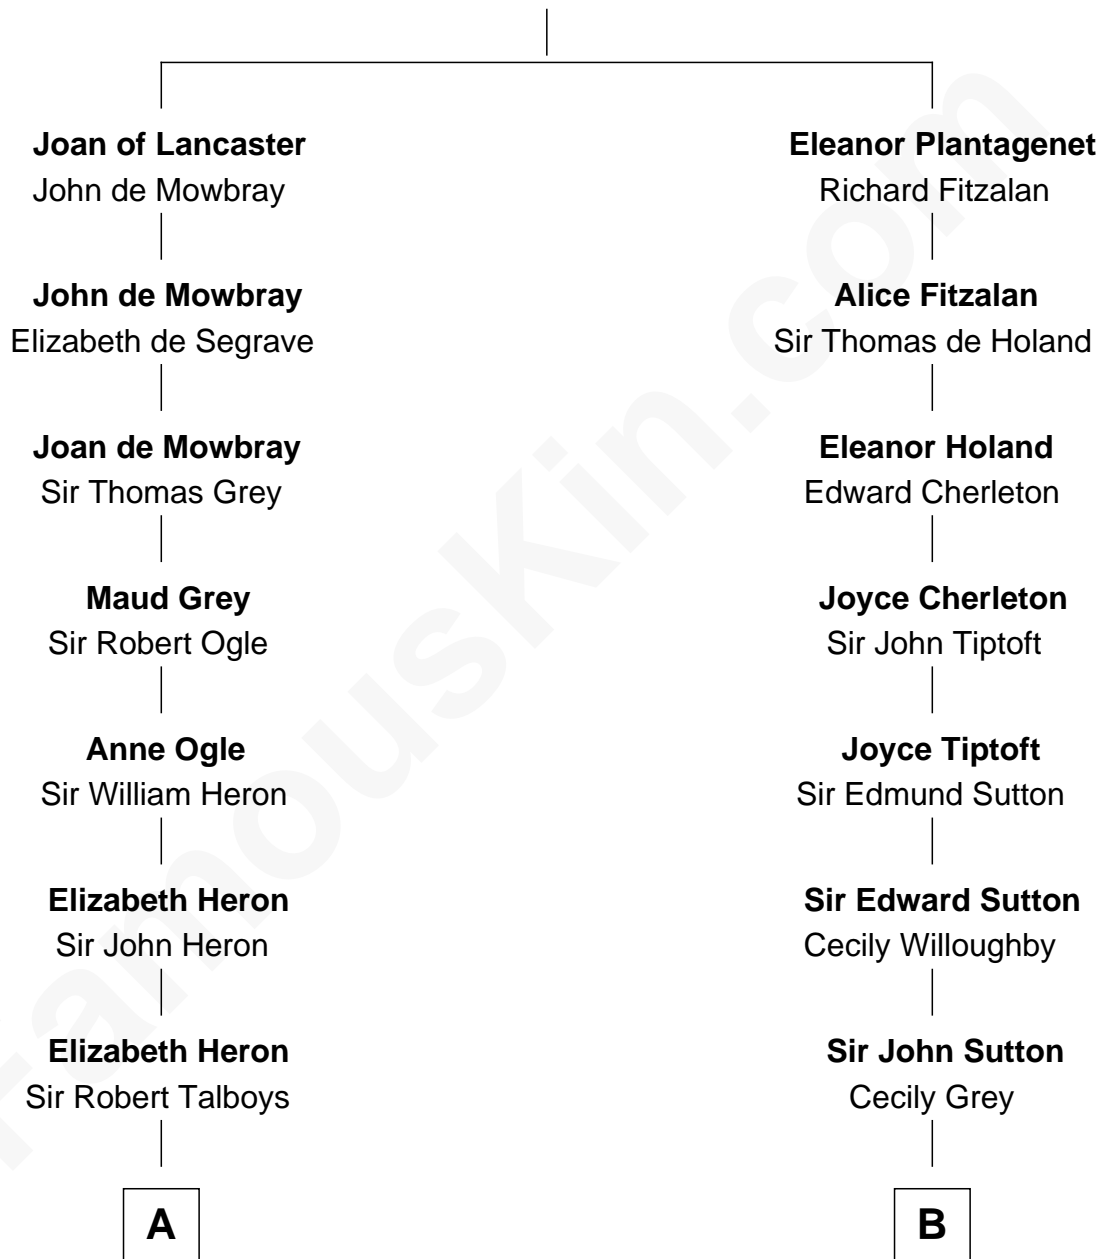 Joan of Lancaster
John de Mowbray
John de Mowbray
Elizabeth de Segrave
Joan de Mowbray
Sir Thomas Grey
Maud Grey
Sir Robert Ogle
Anne Ogle
Sir William Heron
Elizabeth Heron
Sir John Heron
Elizabeth Heron
Sir Robert Talboys
A
Eleanor Plantagenet
Richard Fitzalan
Alice Fitzalan
Sir Thomas de Holand
Eleanor Holand
Edward Cherleton
Joyce Cherleton
Sir John Tiptoft
Joyce Tiptoft
Sir Edmund Sutton
Sir Edward Sutton
Cecily Willoughby
Sir John Sutton
Cecily Grey
B
FamousKin.com